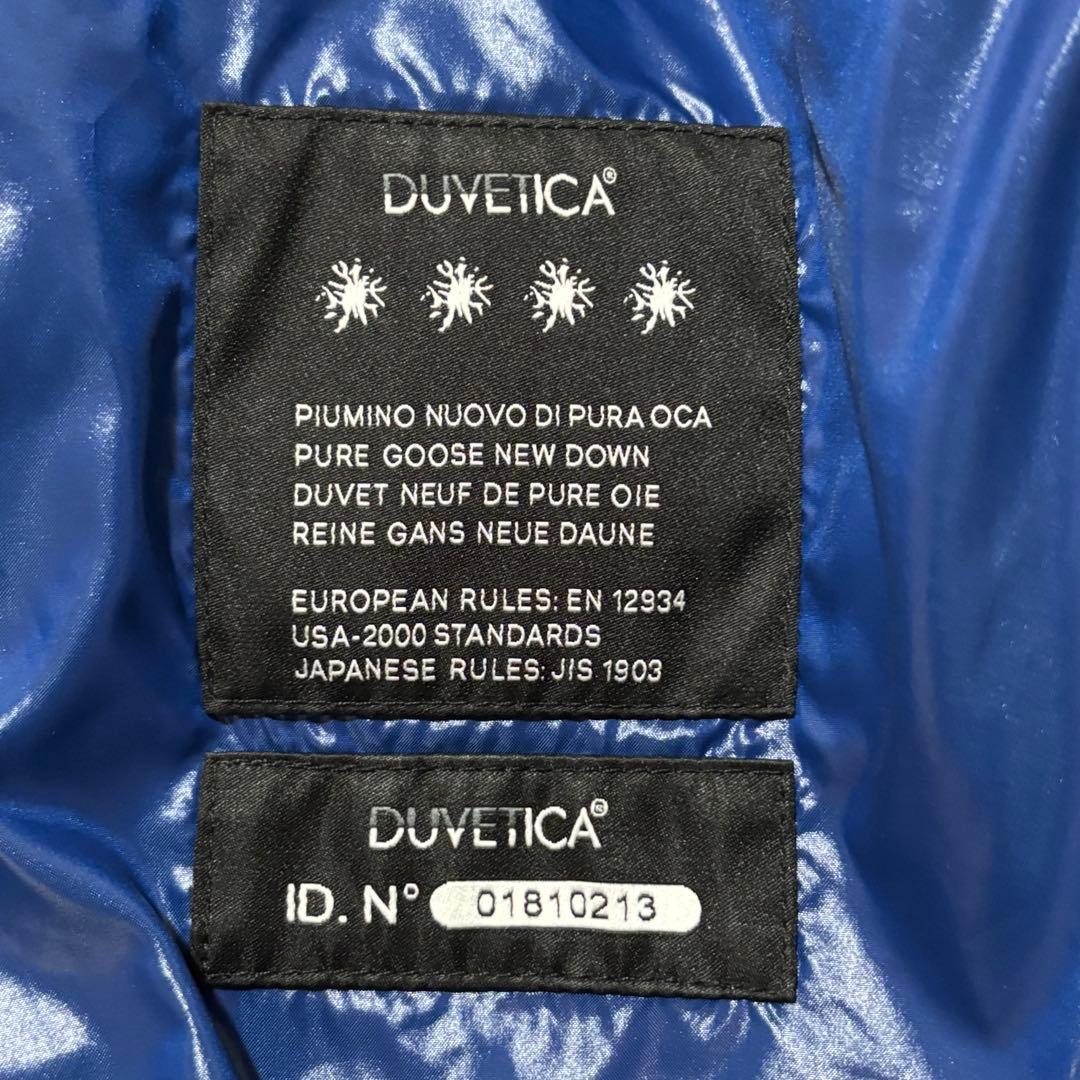 DUVETICA®
PIUMINO NUOVO DI PURA OCA
PURE GOOSE NEW DOWN
DUVET NEUF DE PURE OIE
REINE GANS NEUE DAUNE
EUROPEAN RULES: EN 12934
USA-2000 STANDARDS
JAPANESE RULES: JIS 1903
DUVETICA®
ID. N° 01810213